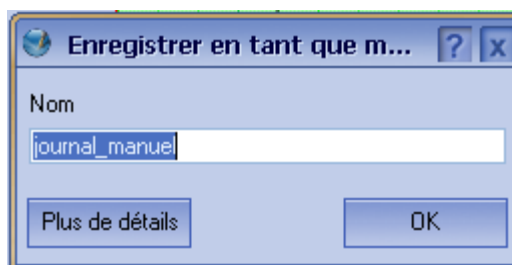 Enregistrer en tant que m...
Nom
journal_manuel
Plus de détails
OK